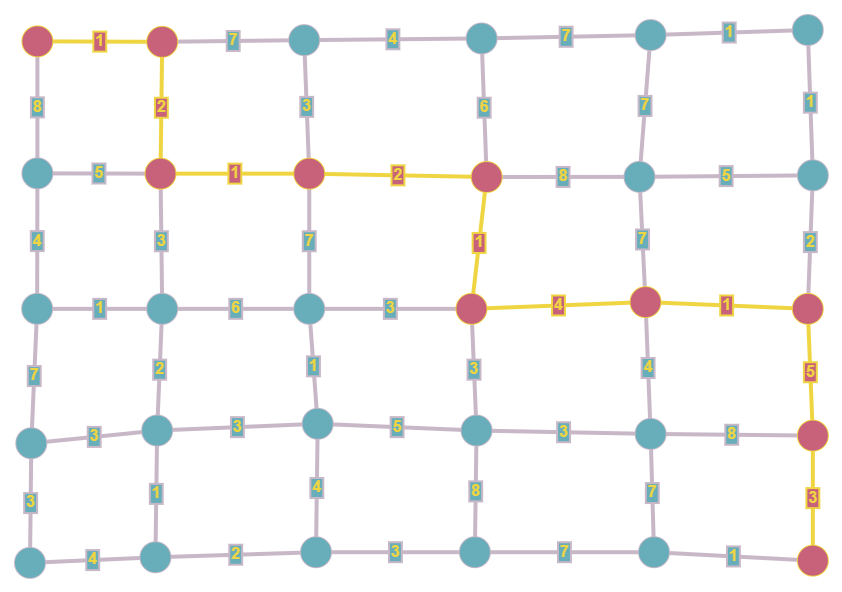 1 7 4 7 1
8 2 3 6 7 1
5 1 2 8 5
4 3 7 1 7 2
1 6 3 4 1
7 2 1 3 4 5
3 3 5 3 8
3 1 4 8 7 3
4 2 3 7 1